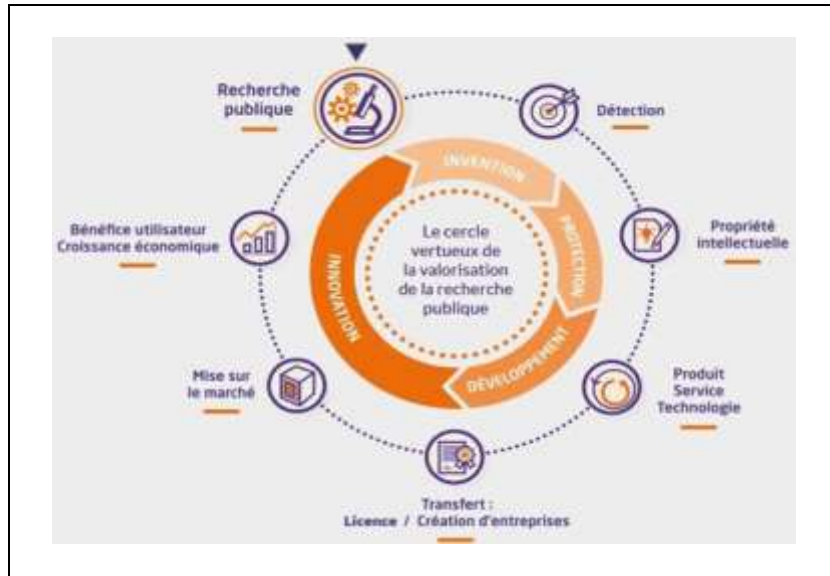 Recherche
publique
Détection
Propriété
intellectuelle
Produit
Service
Technologie
Transfert :
Licence / Création d'entreprises
Mise sur
le marché
Bénéfice utilisateur
Croissance économique
INVENTION
PROTECTION
DÉVELOPPEMENT
INNOVATION
Le cercle
vertueux de
la valorisation
de la recherche
publique